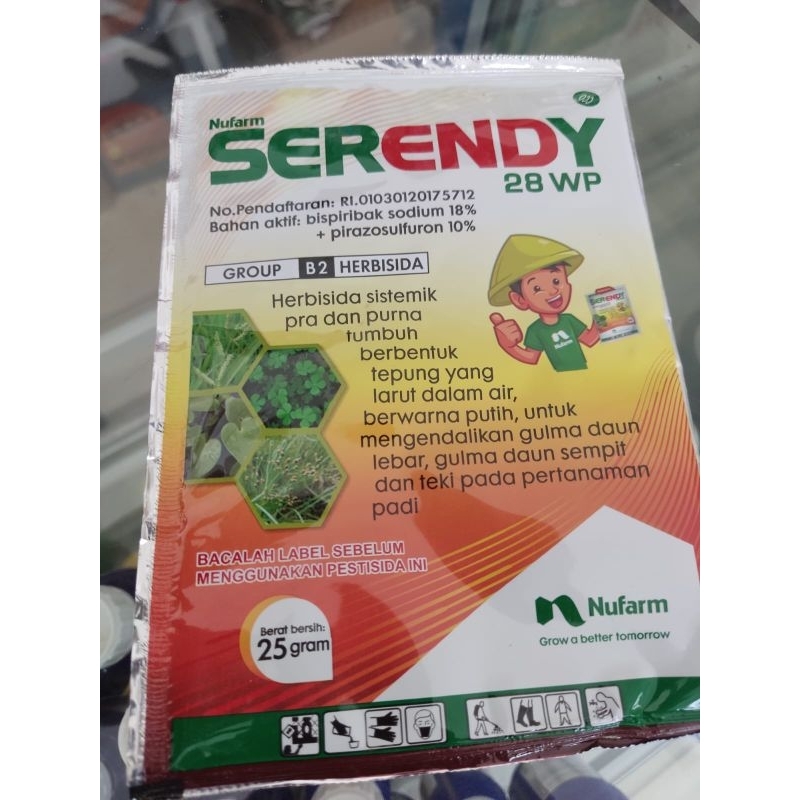 Nufarm
SERENDY
28 WP
No.Pendaftaran: RI.01030120175712
Bahan aktif: bispiribak sodium 18%
+ pirazosulfuron 10%
GROUP B2 HERBISIDA
Herbisida sistemik
pra dan purna
tumbuh
berbentuk
tepung yang
larut dalam air,
berwarna putih, untuk
mengendalikan gulma daun
lebar, gulma daun sempit
dan teki pada pertanaman
padi
SERENDY
Nufarm
BACALAH LABEL SEBELUM
MENGGUNAKAN PESTISIDA INI
Berat bersih:
25 gram
Nufarm
Grow a better tomorrow